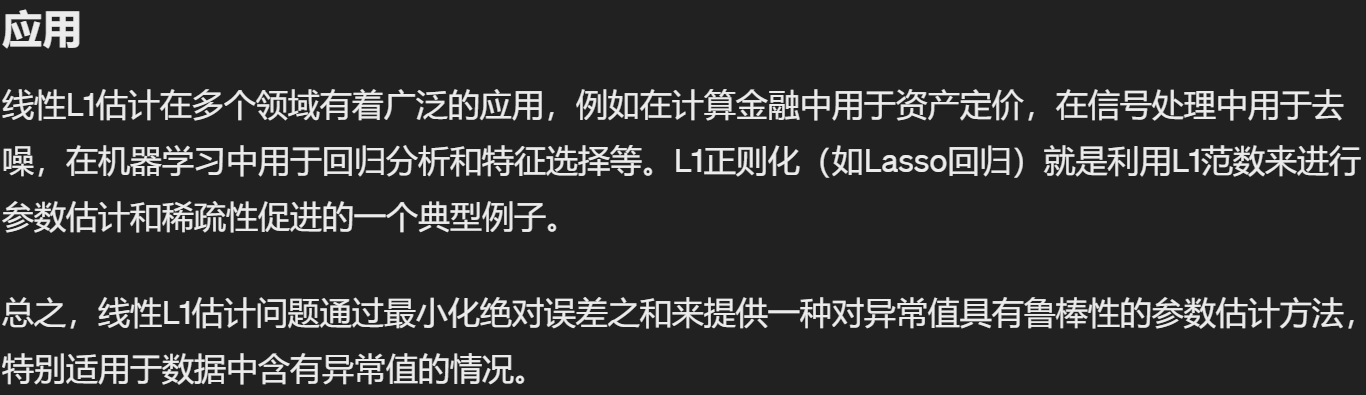 应用
线性L1估计在多个领域有着广泛的应用，例如在计算金融中用于资产定价，在信号处理中用于去
噪，在机器学习中用于回归分析和特征选择等。L1正则化（如Lasso回归）就是利用L1范数来进行
参数估计和稀疏性促进的一个典型例子。
总之，线性L1估计问题通过最小化绝对误差之和来提供一种对异常值具有鲁棒性的参数估计方法，
特别适用于数据中含有异常值的情况。